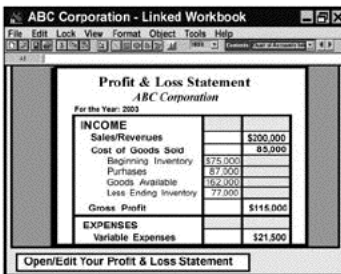 ABC Corporation - Linked Workbook
File Edit Lock View Format Object Tools Help
Profit & Loss Statement
ABC Corporation
For the Year: 2003
INCOME
Sales/Revenues $200,000
Cost of Goods Sold 85,000
Beginning Inventory $75,000
Purhases 87,000
Goods Available 162,000
Less Ending Inventory 77,000
Gross Profit $115,000
EXPENSES
Variable Expenses $21,500
Open/Edit Your Profit & Loss Statement